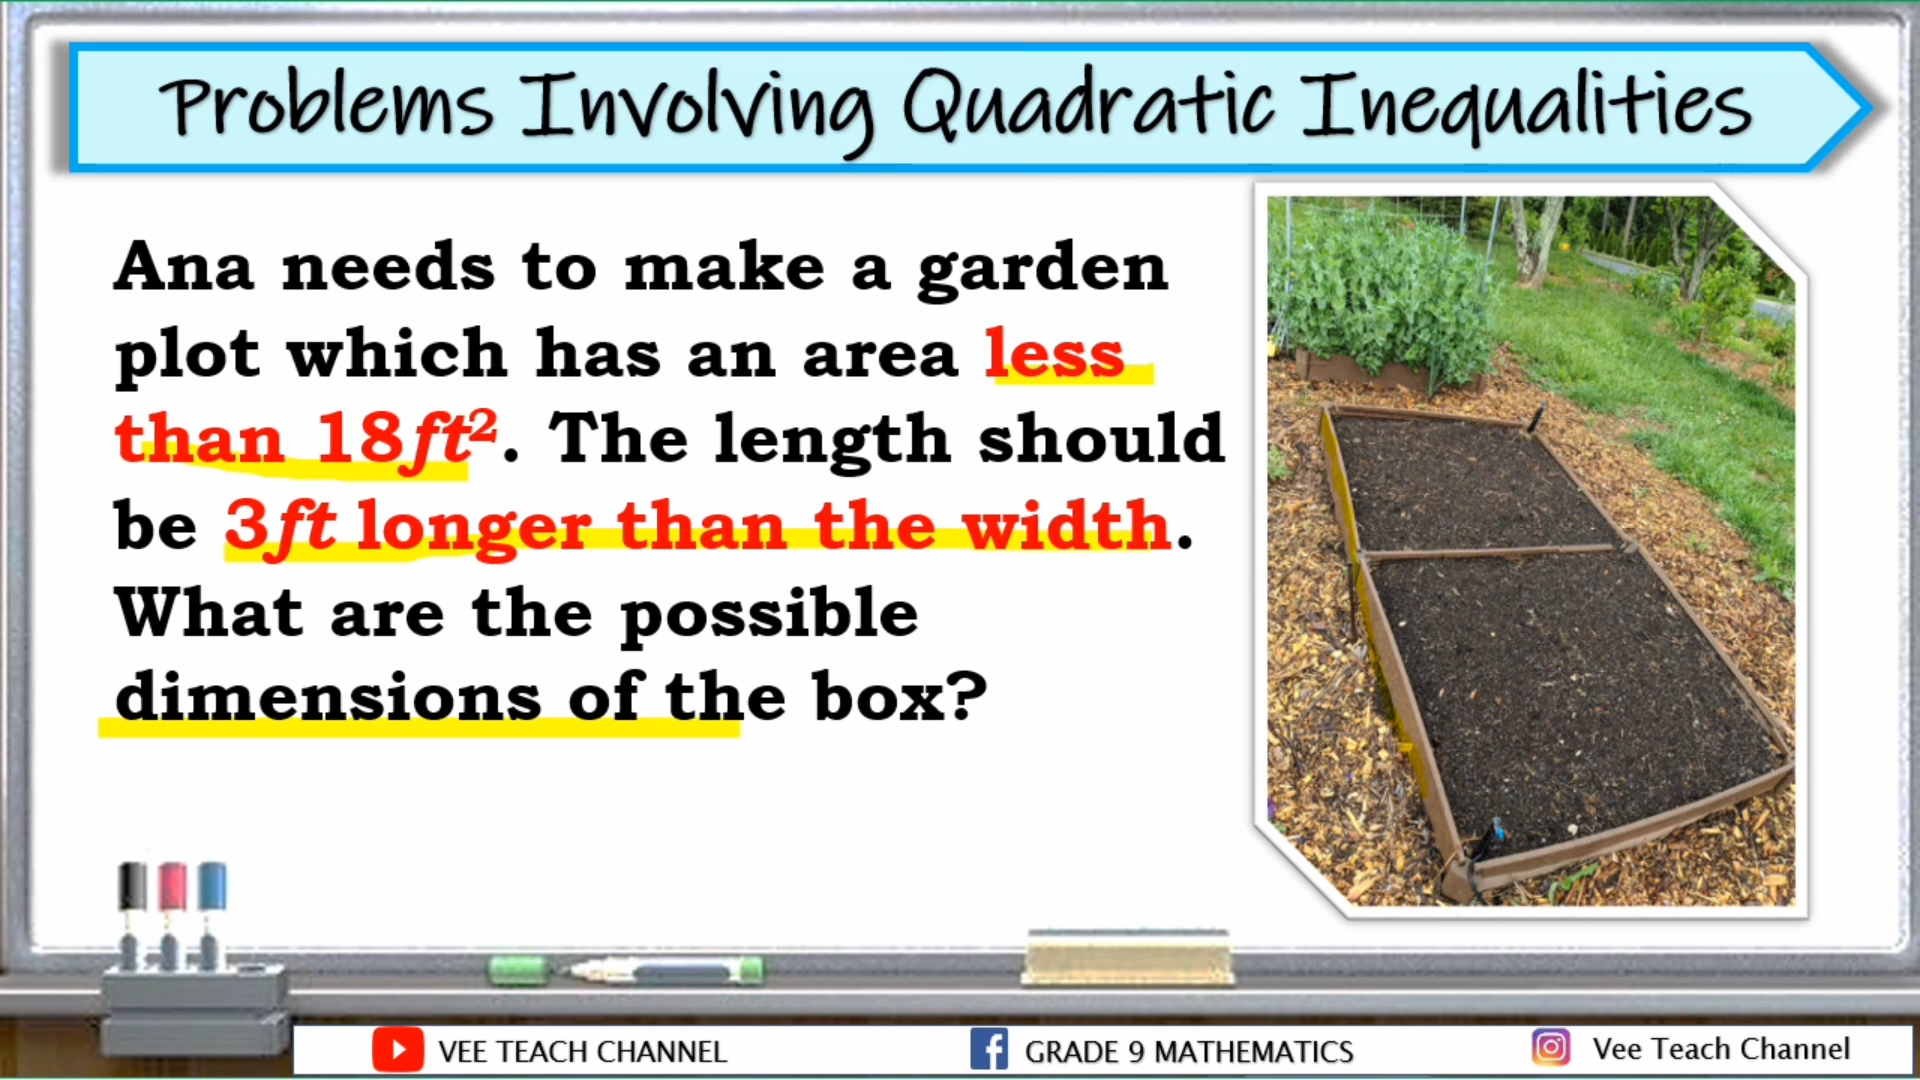 Problems Involving Quadratic Inequalities
Ana needs to make a garden
plot which has an area less
than 18ft². The length should
be 3ft longer than the width.
What are the possible
dimensions of the box?
VEE TEACH CHANNEL
GRADE 9 MATHEMATICS
Vee Teach Channel